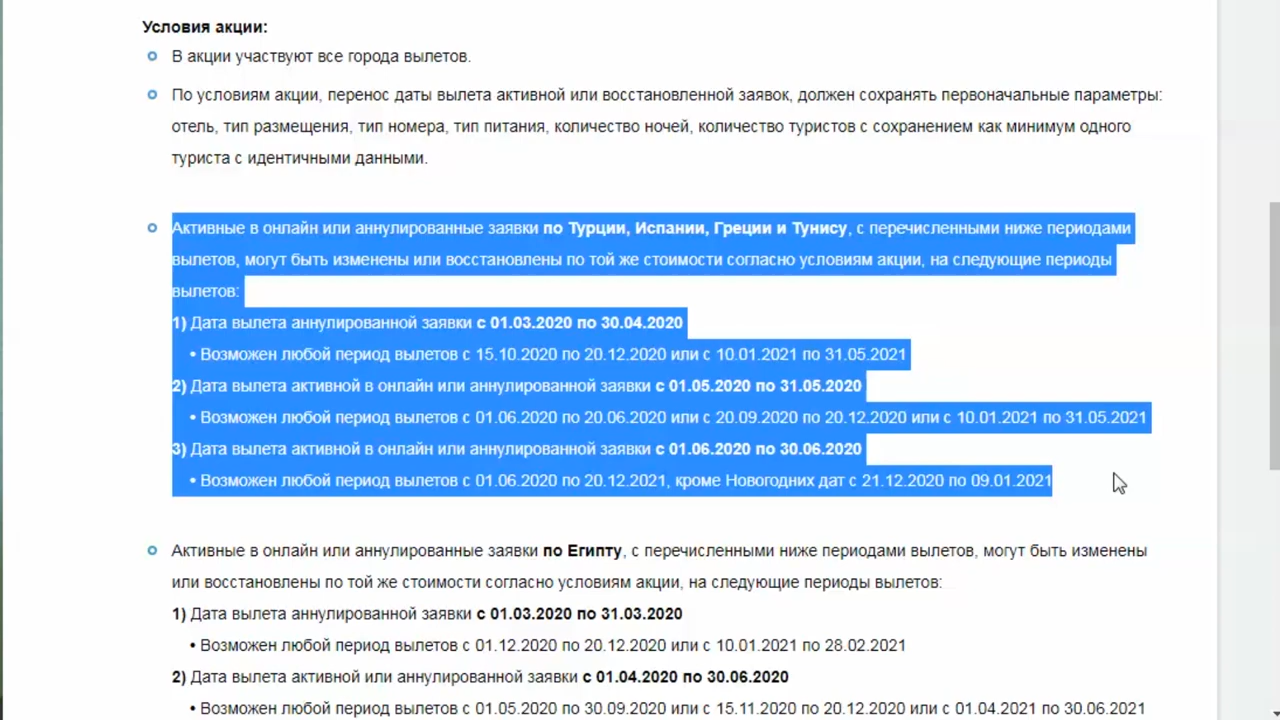 Условия акции:
В акции участвуют все города вылетов.
По условиям акции, перенос даты вылета активной или восстановленной заявок, должен сохранять первоначальные параметры:
отель, тип размещения, тип номера, тип питания, количество ночей, количество туристов с сохранением как минимум одного
туриста с идентичными данными.
Активные в онлайн или аннулированные заявки по Турции, Испании, Греции и Тунису, с перечисленными ниже периодами
вылетов, могут быть изменены или восстановлены по той же стоимости согласно условиям акции, на следующие периоды
вылетов:
1) Дата вылета аннулированной заявки с 01.03.2020 по 30.04.2020
• Возможен любой период вылетов с 15.10.2020 по 20.12.2020 или с 10.01.2021 по 31.05.2021
2) Дата вылета активной в онлайн или аннулированной заявки с 01.05.2020 по 31.05.2020
• Возможен любой период вылетов с 01.06.2020 по 20.06.2020 или с 20.09.2020 по 20.12.2020 или с 10.01.2021 по 31.05.2021
3) Дата вылета активной в онлайн или аннулированной заявки с 01.06.2020 по 30.06.2020
• Возможен любой период вылетов с 01.06.2020 по 20.12.2021, кроме Новогодних дат с 21.12.2020 по 09.01.2021
Активные в онлайн или аннулированные заявки по Египту, с перечисленными ниже периодами вылетов, могут быть изменены
или восстановлены по той же стоимости согласно условиям акции, на следующие периоды вылетов:
1) Дата вылета аннулированной заявки с 01.03.2020 по 31.03.2020
• Возможен любой период вылетов с 01.12.2020 по 20.12.2020 или с 10.01.2021 по 28.02.2021
2) Дата вылета активной или аннулированной заявки с 01.04.2020 по 30.06.2020
• Возможен любой период вылетов с 01.05.2020 по 30.09.2020 или с 15.11.2020 по 20.12.2020 или с 01.04.2021 по 30.06.2021